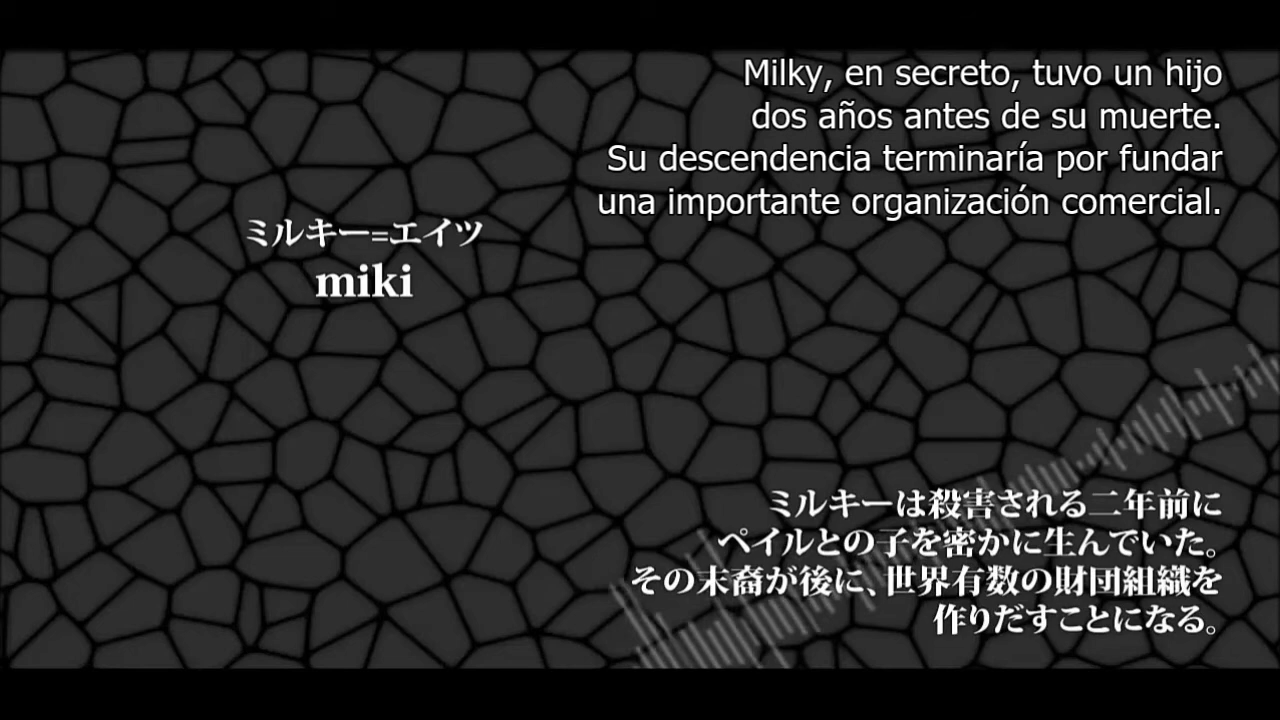 Milky, en secreto, tuvo un hijo
dos años antes de su muerte.
Su descendencia terminaría por fundar
una importante organización comercial.
ミルキー=エイツ
miki
ミルキーは殺害される二年前に
ペイルとの子を密かに生んでいた。
その末裔が後に、世界有数の財団組織を
作りだすことになる。